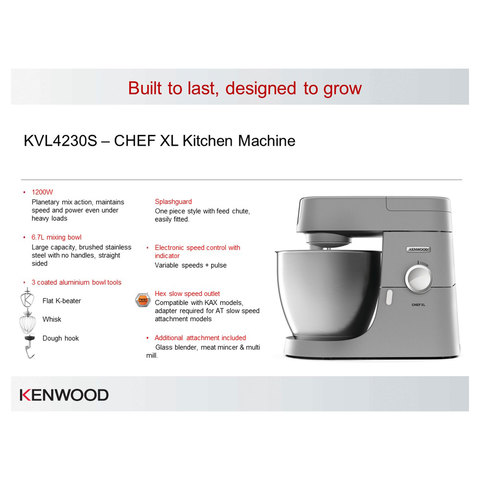 Built to last, designed to grow
KVL4230S – CHEF XL Kitchen Machine
• 1200W
Planetary mix action, maintains
speed and power even under
heavy loads
• 6.7L mixing bowl
Large capacity, brushed stainless
steel with no handles, straight
sided
• 3 coated aluminium bowl tools
Flat K-beater
Whisk
Dough hook
Splashguard
One piece style with feed chute,
easily fitted.
• Electronic speed control with
indicator
Variable speeds + pulse
Hex slow speed outlet
Compatible with KAX models,
adapter required for AT slow speed
attachment models
• Additional attachment included
Glass blender, meat mincer & multi
mill.
KENWOOD
CHEF XL
KENWOOD